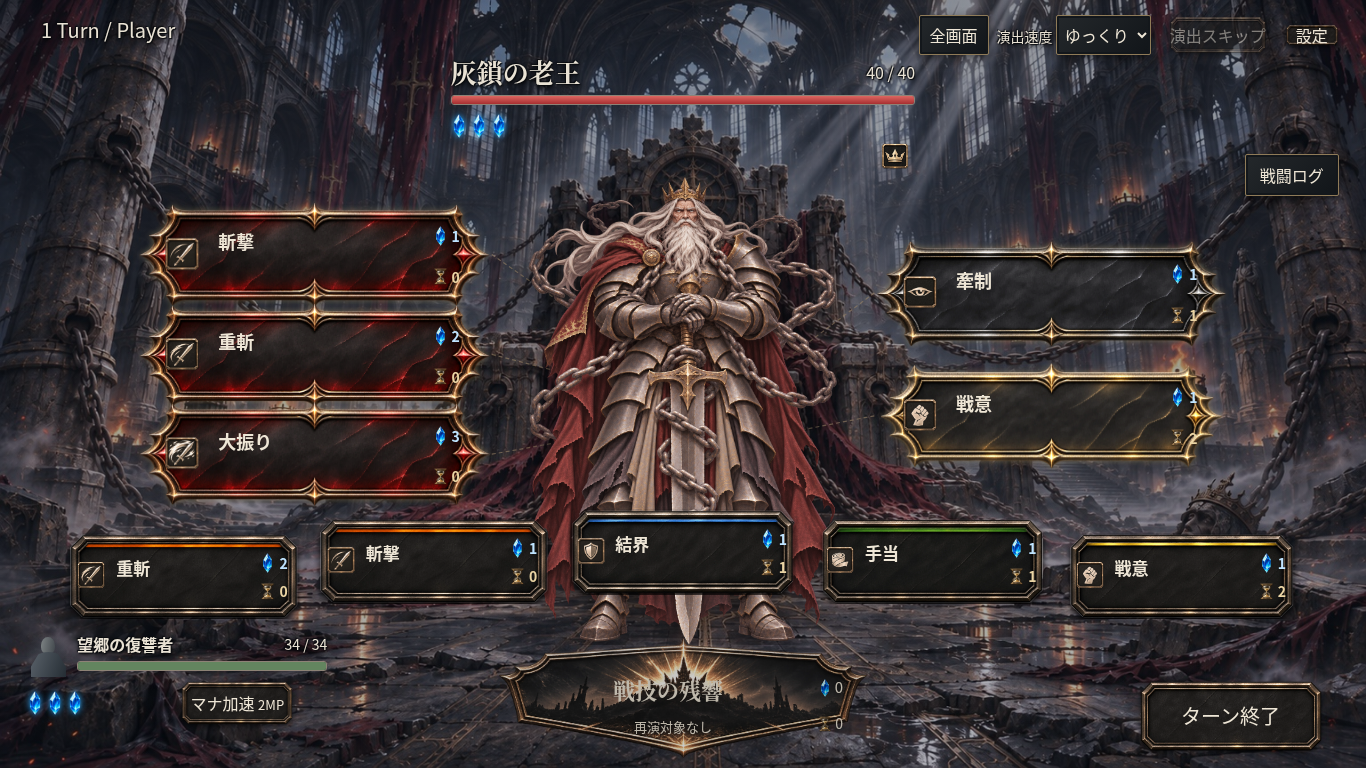 1 Turn / Player
全画面
演出速度
ゆっくり
演出スキップ
設定
灰鎖の老王
40 / 40
戦闘ログ
斬撃
1
0
重斬
2
0
大振り
3
0
牽制
1
1
戦意
1
2
重斬
2
0
斬撃
1
0
結界
1
1
手当
1
1
戦意
1
2
望郷の復讐者
34 / 34
マナ加速 2MP
戦技の残響
0
再演対象なし
0
ターン終了